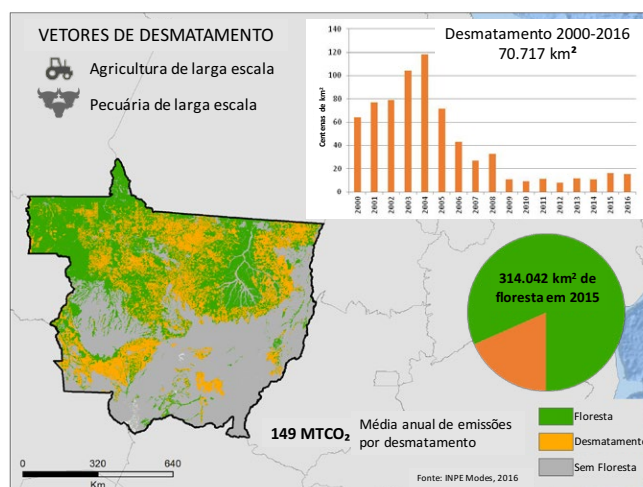 VETORES DE DESMATAMENTO
Agricultura de larga escala
Pecuária de larga escala
Desmatamento 2000-2016
70.717 km²
Centenas de km²
140
120
100
80
60
40
20
0
2000 2001 2002 2003 2004 2005 2006 2007 2008 2009 2010 2011 2012 2013 2014 2015 2016
314.042 km² de
floresta em 2015
149 MTCO₂
Média anual de emissões
por desmatamento
Floresta
Desmatamento
Sem Floresta
0 320 640
Km
Fonte: INPE Modes, 2016